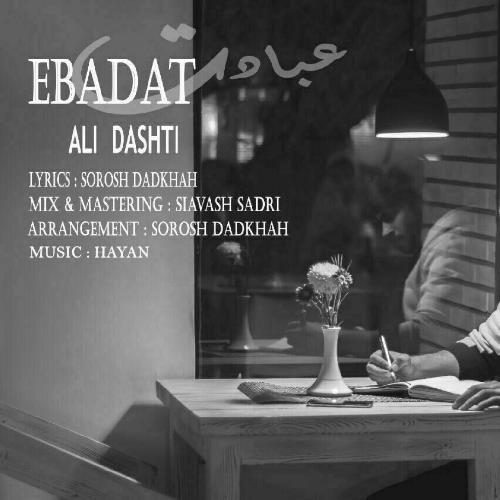 عبادت
EBADAT
ALI DASHTI
LYRICS : SOROSH DADKHAH
MIX & MASTERING : SIAVASH SADRI
ARRANGEMENT : SOROSH DADKHAH
MUSIC : HAYAN